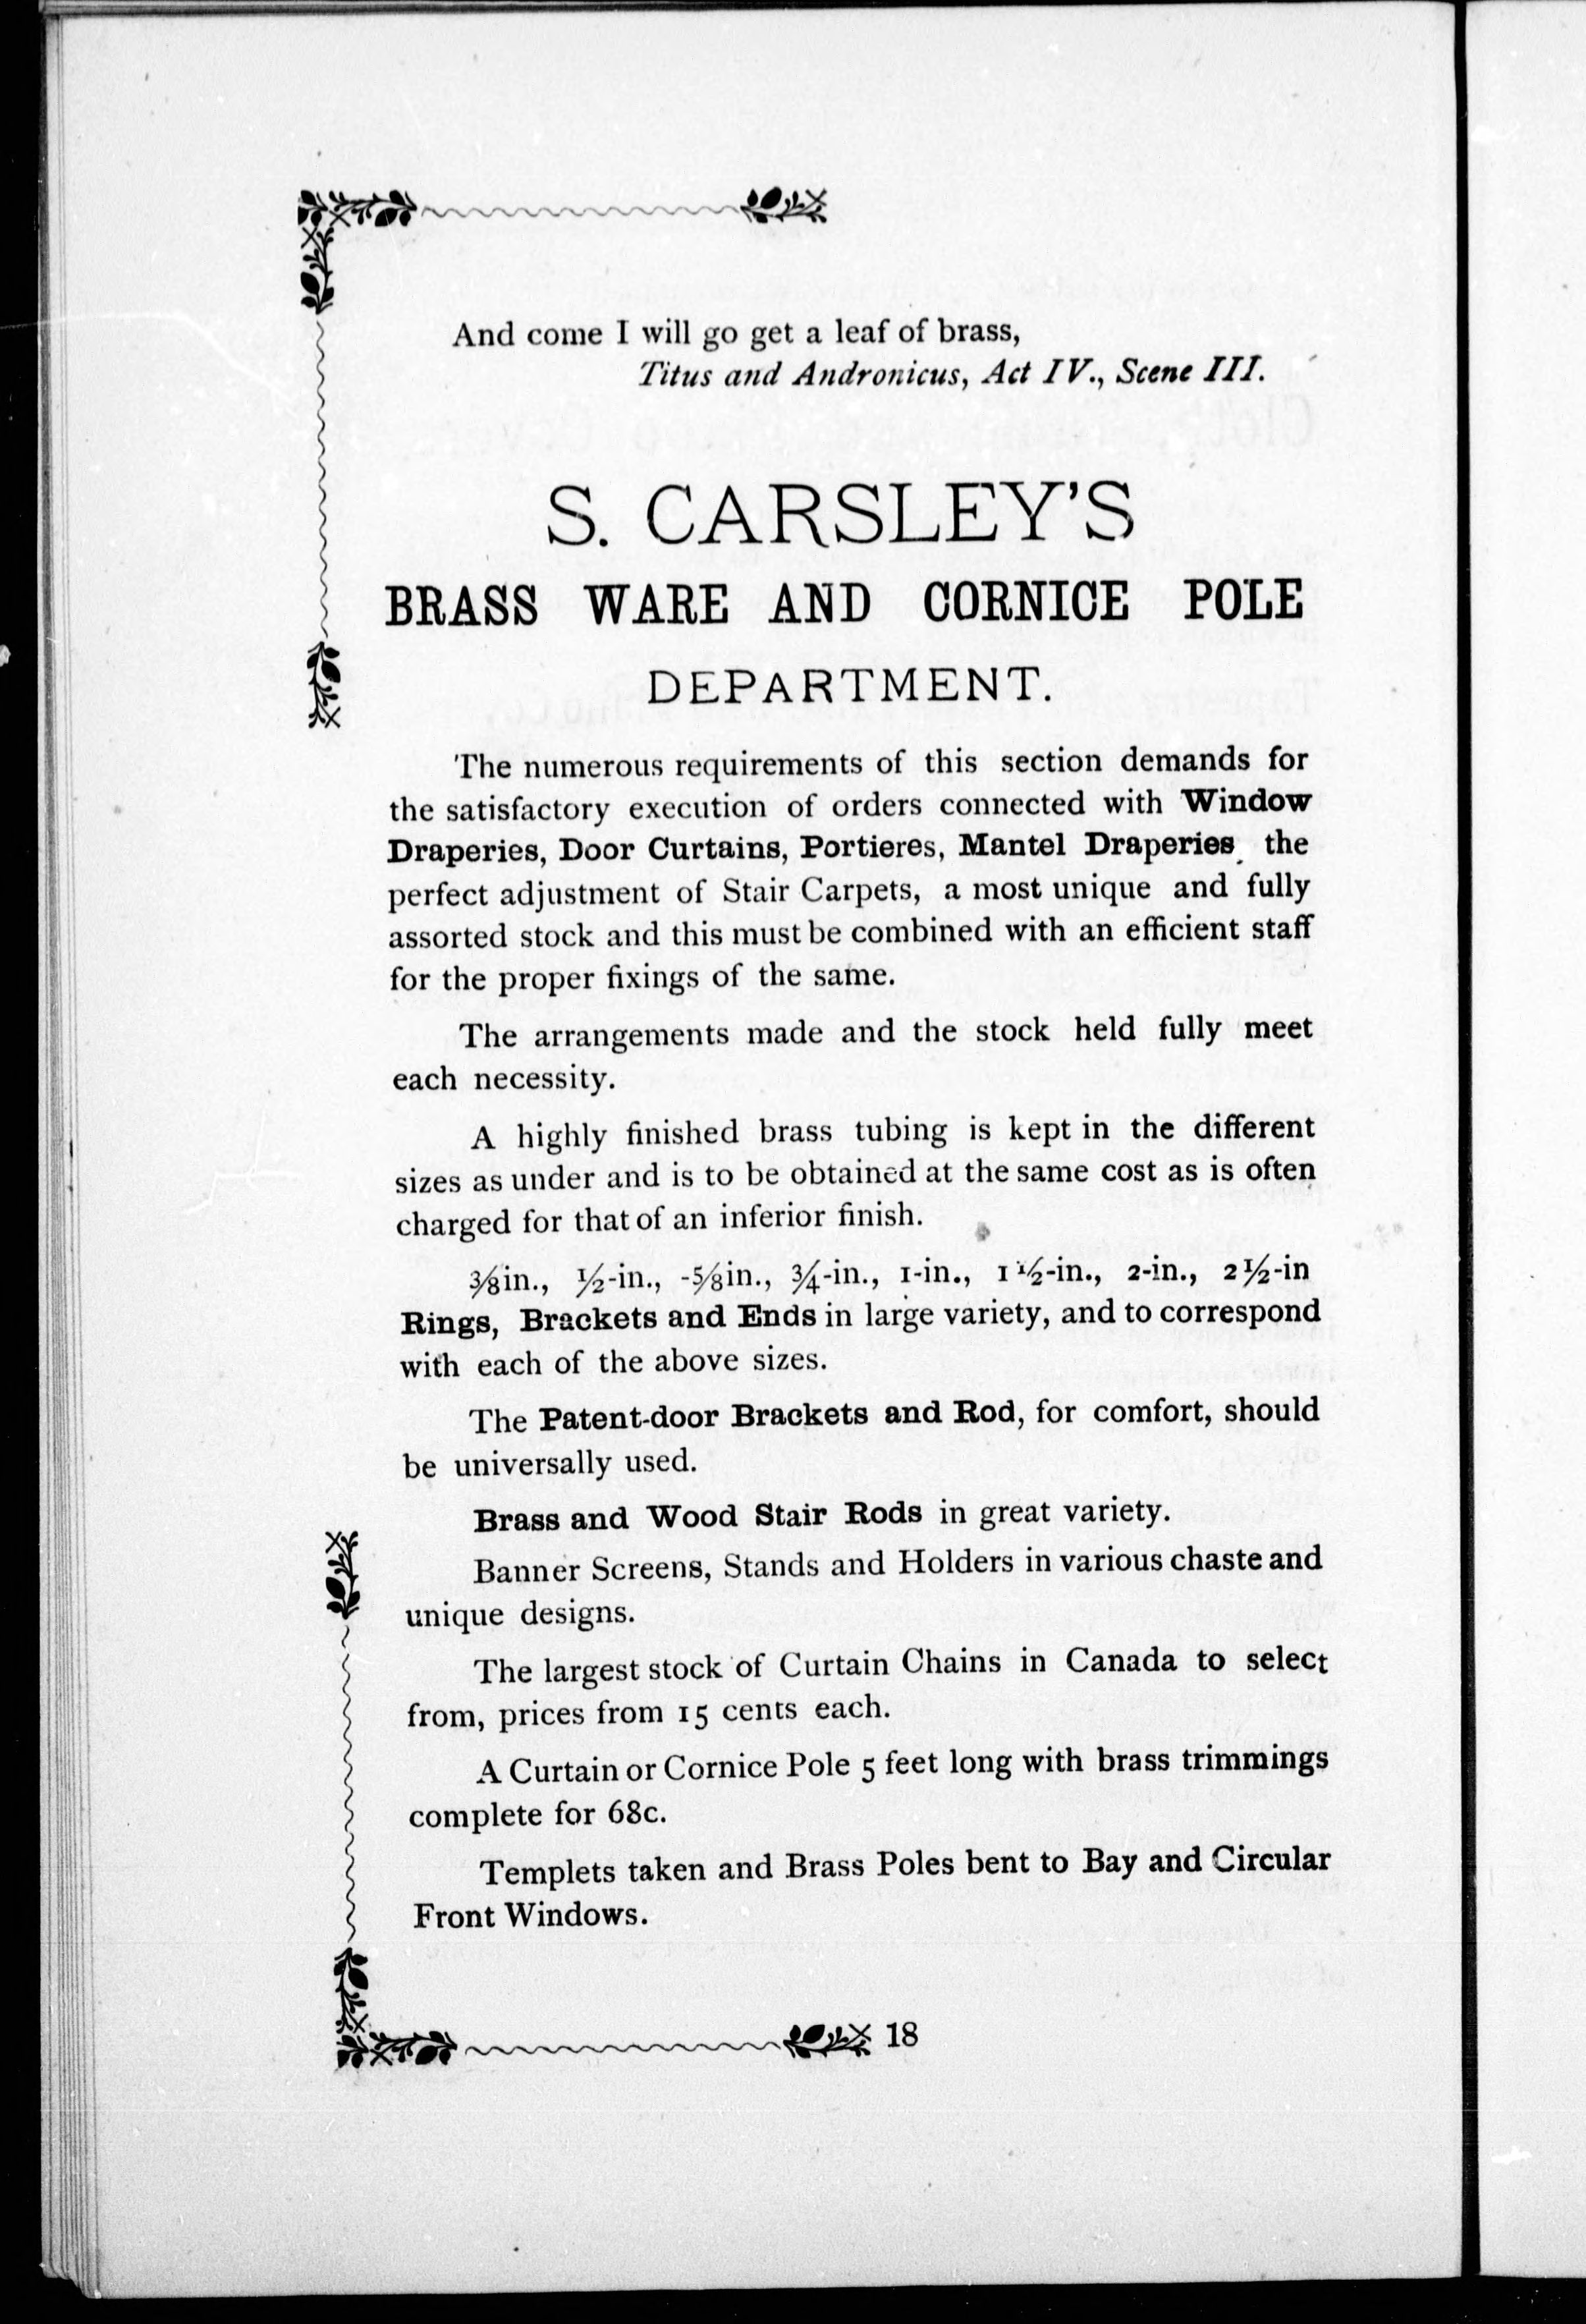 And come I will go get a leaf of brass,
Titus and Andronicus, Act IV., Scene III.
S. CARSLEY'S
BRASS WARE AND CORNICE POLE
DEPARTMENT.
The numerous requirements of this section demands for
the satisfactory execution of orders connected with Window
Draperies, Door Curtains, Portieres, Mantel Draperies, the
perfect adjustment of Stair Carpets, a most unique and fully
assorted stock and this must be combined with an efficient staff
for the proper fixings of the same.
The arrangements made and the stock held fully meet
each necessity.
A highly finished brass tubing is kept in the different
sizes as under and is to be obtained at the same cost as is often
charged for that of an inferior finish.
⅜in., ½-in., -⅝in., ¾-in., 1-in., 1½-in., 2-in., 2½-in
Rings, Brackets and Ends in large variety, and to correspond
with each of the above sizes.
The Patent-door Brackets and Rod, for comfort, should
be universally used.
Brass and Wood Stair Rods in great variety.
Banner Screens, Stands and Holders in various chaste and
unique designs.
The largest stock of Curtain Chains in Canada to select
from, prices from 15 cents each.
A Curtain or Cornice Pole 5 feet long with brass trimmings
complete for 68c.
Templets taken and Brass Poles bent to Bay and Circular
Front Windows.
18